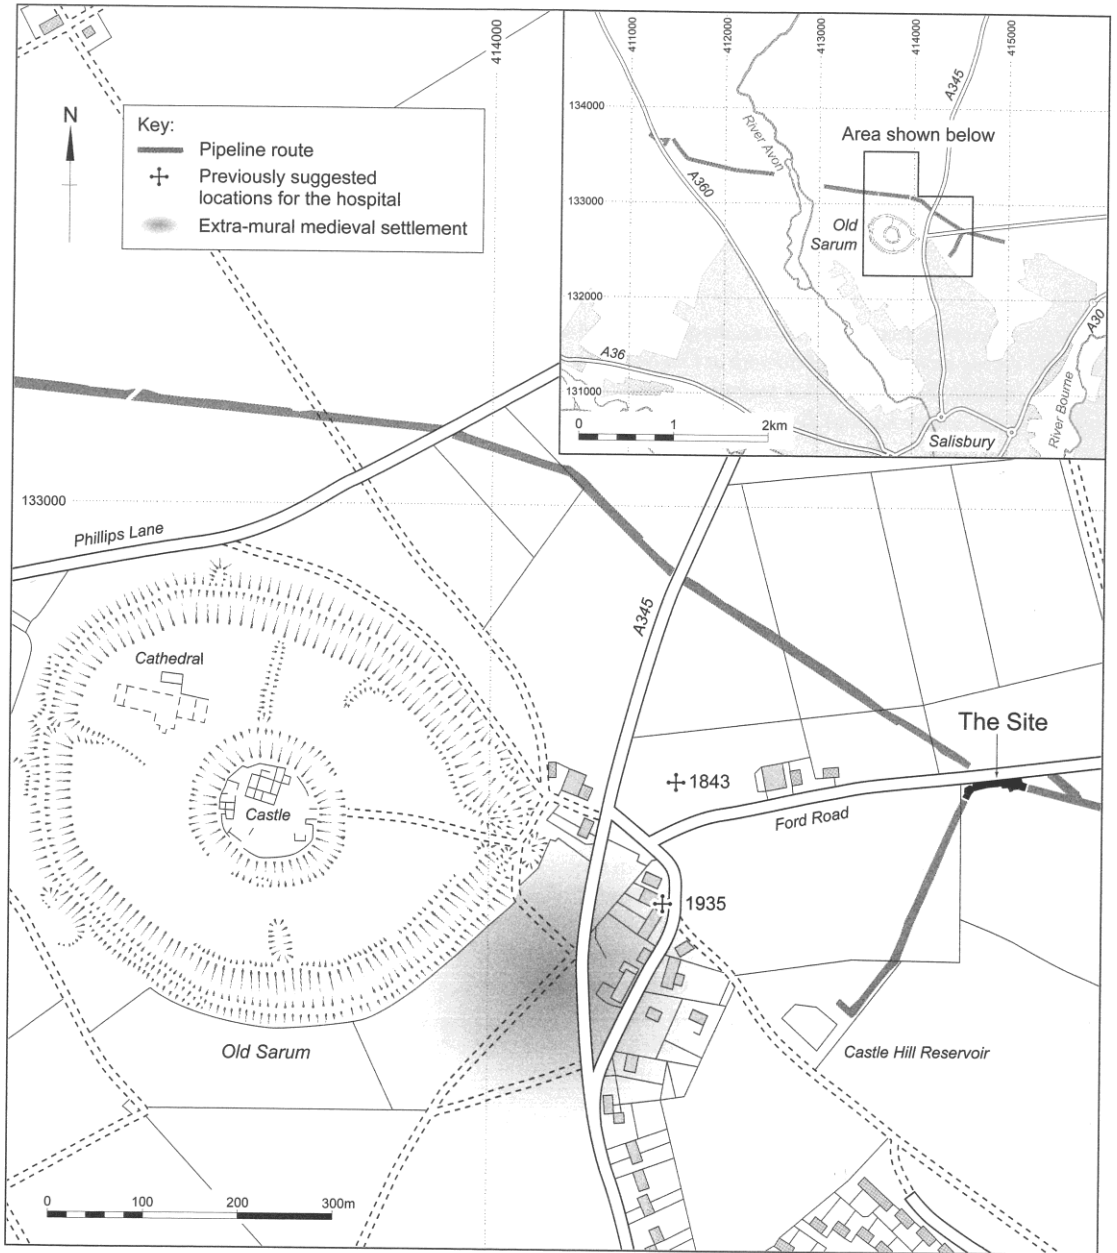 414000
N
Key:
Pipeline route
Previously suggested
locations for the hospital
Extra-mural medieval settlement
411000
412000
413000
414000
415000
134000
133000
132000
131000
A345
River Avon
Area shown below
A360
Old
Sarum
A36
A30
River Bourne
0 1 2km
Salisbury
133000
Phillips Lane
A345
Cathedral
Castle
The Site
1843
Ford Road
1935
Old Sarum
Castle Hill Reservoir
0 100 200 300m